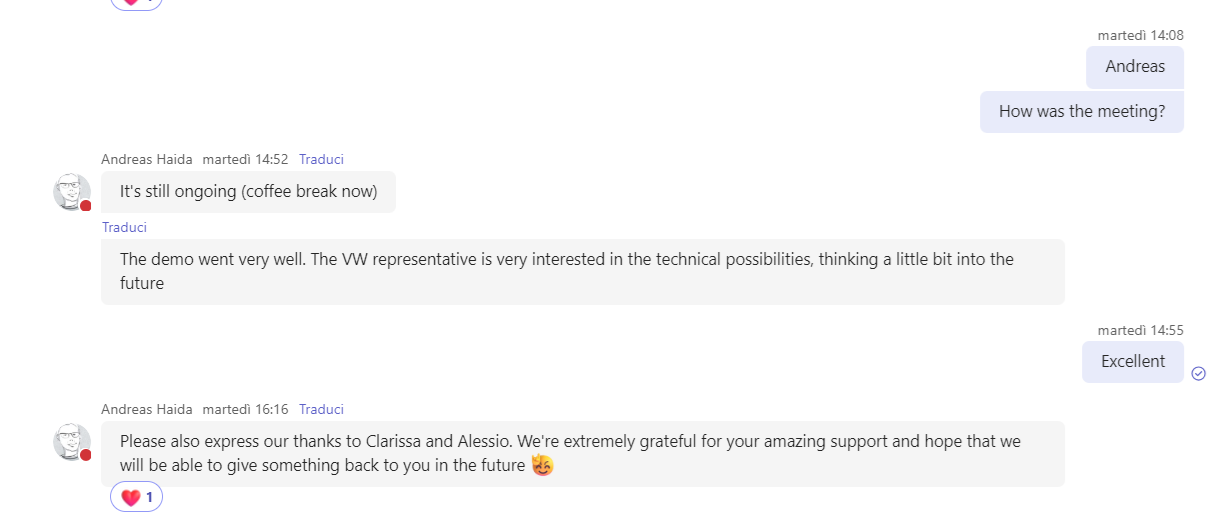 1
martedì 14:08
Andreas
How was the meeting?
Andreas Haida martedì 14:52 Traduci
It's still ongoing (coffee break now)
Traduci
The demo went very well. The VW representative is very interested in the technical possibilities, thinking a little bit into the
future
martedì 14:55
Excellent
Andreas Haida martedì 16:16 Traduci
Please also express our thanks to Clarissa and Alessio. We're extremely grateful for your amazing support and hope that we
will be able to give something back to you in the future 🥳
❤️ 1